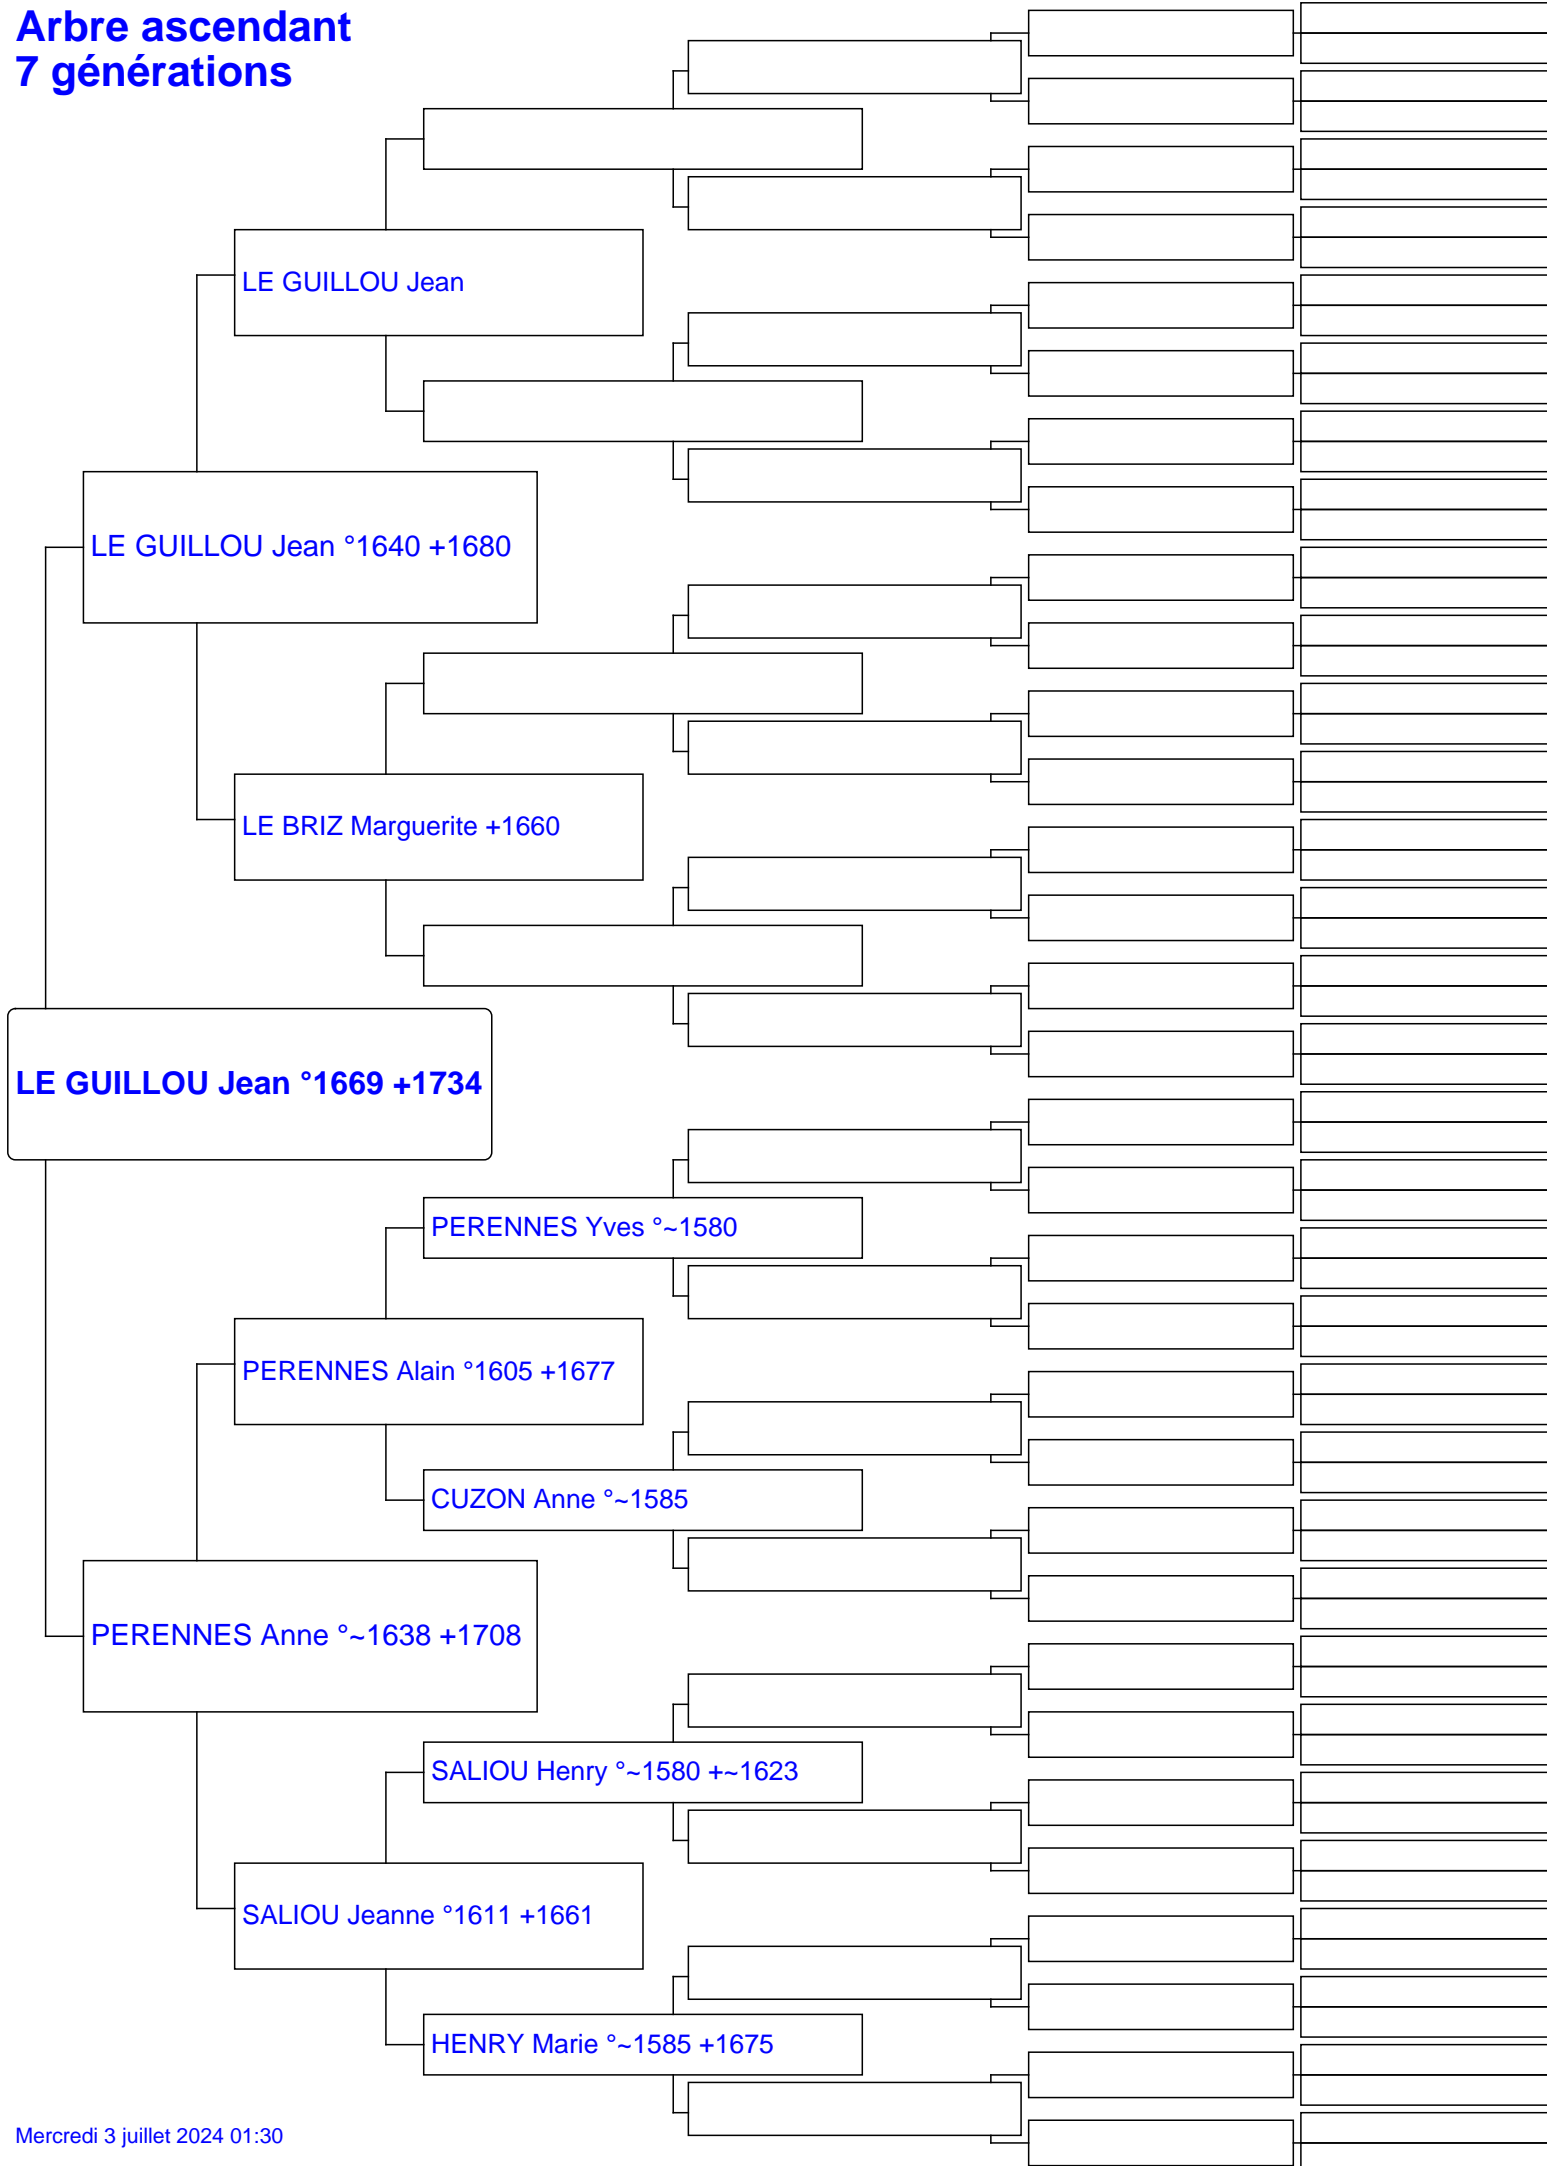 Arbre ascendant
7 générations
LE GUILLOU Jean
LE GUILLOU Jean °1640 +1680
LE BRIZ Marguerite +1660
LE GUILLOU Jean °1669 +1734
PERENNES Yves °~1580
PERENNES Alain °1605 +1677
CUZON Anne °~1585
PERENNES Anne °~1638 +1708
SALIOU Henry °~1580 +~1623
SALIOU Jeanne °1611 +1661
HENRY Marie °~1585 +1675
Mercredi 3 juillet 2024 01:30